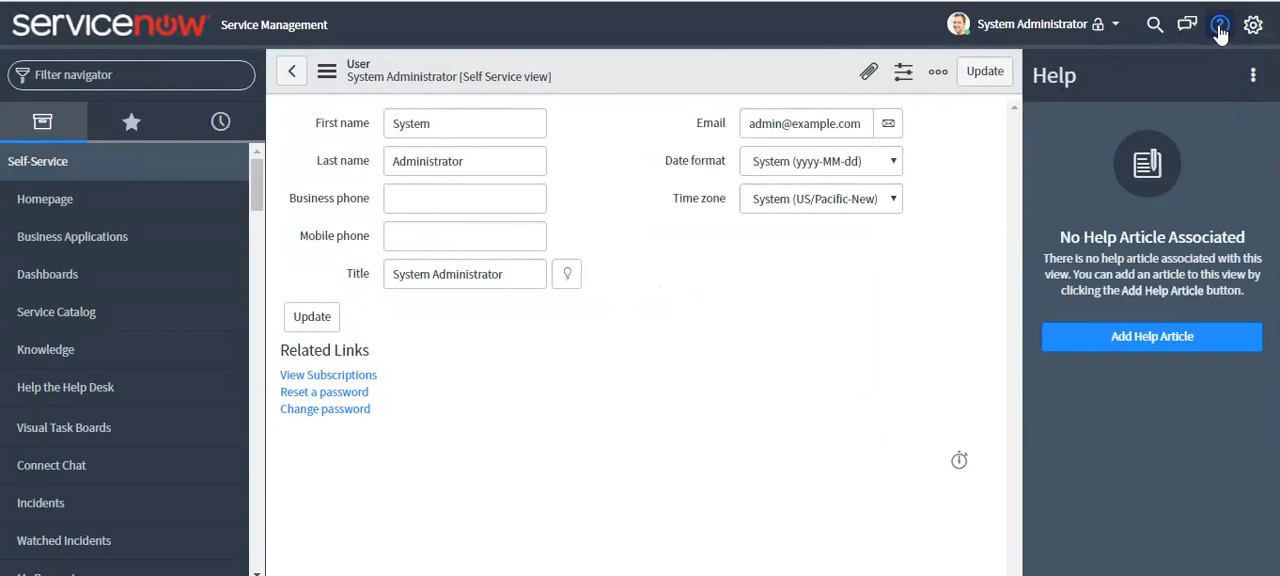 servicenow Service Management
System Administrator
Filter navigator
Self-Service
Homepage
Business Applications
Dashboards
Service Catalog
Knowledge
Help the Help Desk
Visual Task Boards
Connect Chat
Incidents
Watched Incidents
User
System Administrator [Self Service view]
Update
First name System
Last name Administrator
Business phone
Mobile phone
Title System Administrator
Email admin@example.com
Date format System (yyyy-MM-dd)
Time zone System (US/Pacific-New)
Update
Related Links
View Subscriptions
Reset a password
Change password
Help
No Help Article Associated
There is no help article associated with this
view. You can add an article to this view by
clicking the Add Help Article button.
Add Help Article